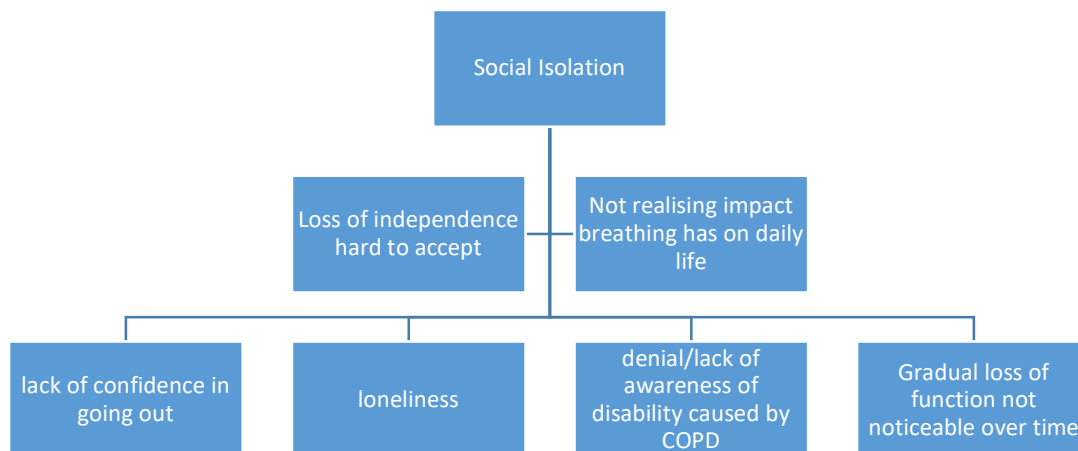 Social Isolation
Loss of independence
hard to accept
Not realising impact
breathing has on daily
life
lack of confidence in
going out
loneliness
denial/lack of
awareness of
disability caused by
COPD
Gradual loss of
function not
noticeable over time